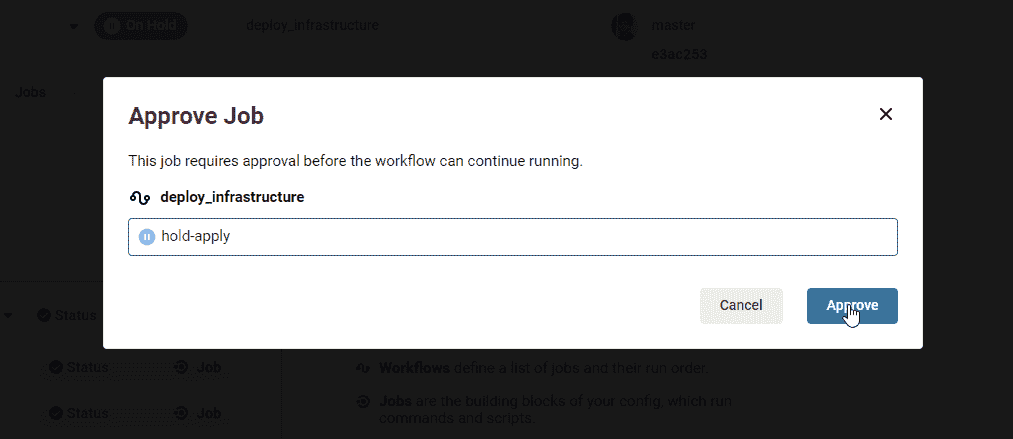 On Hold deploy_infrastructure master
e3ac253
Jobs
Approve Job
This job requires approval before the workflow can continue running.
deploy_infrastructure
hold-apply
Cancel Approve
Status
Status Job Workflows define a list of jobs and their run order.
Status Job Jobs are the building blocks of your config, which run
commands and scripts.